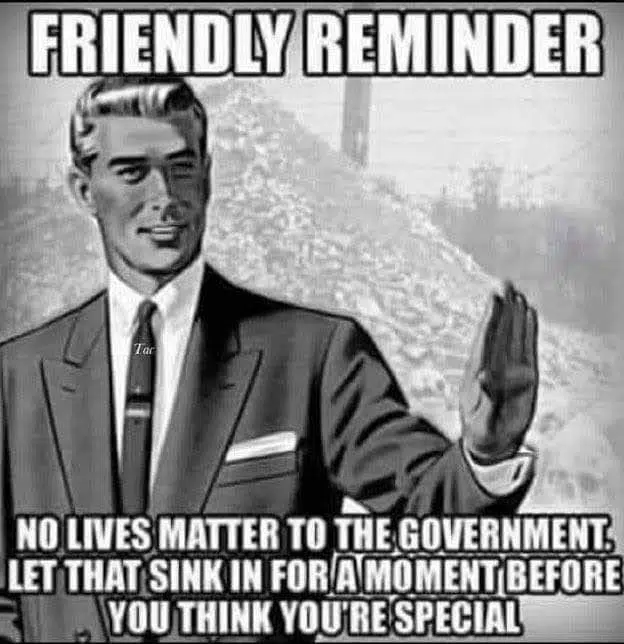 FRIENDLY REMINDER
Tac
NO LIVES MATTER TO THE GOVERNMENT.
LET THAT SINK IN FOR A MOMENT BEFORE
YOU THINK YOU'RE SPECIAL